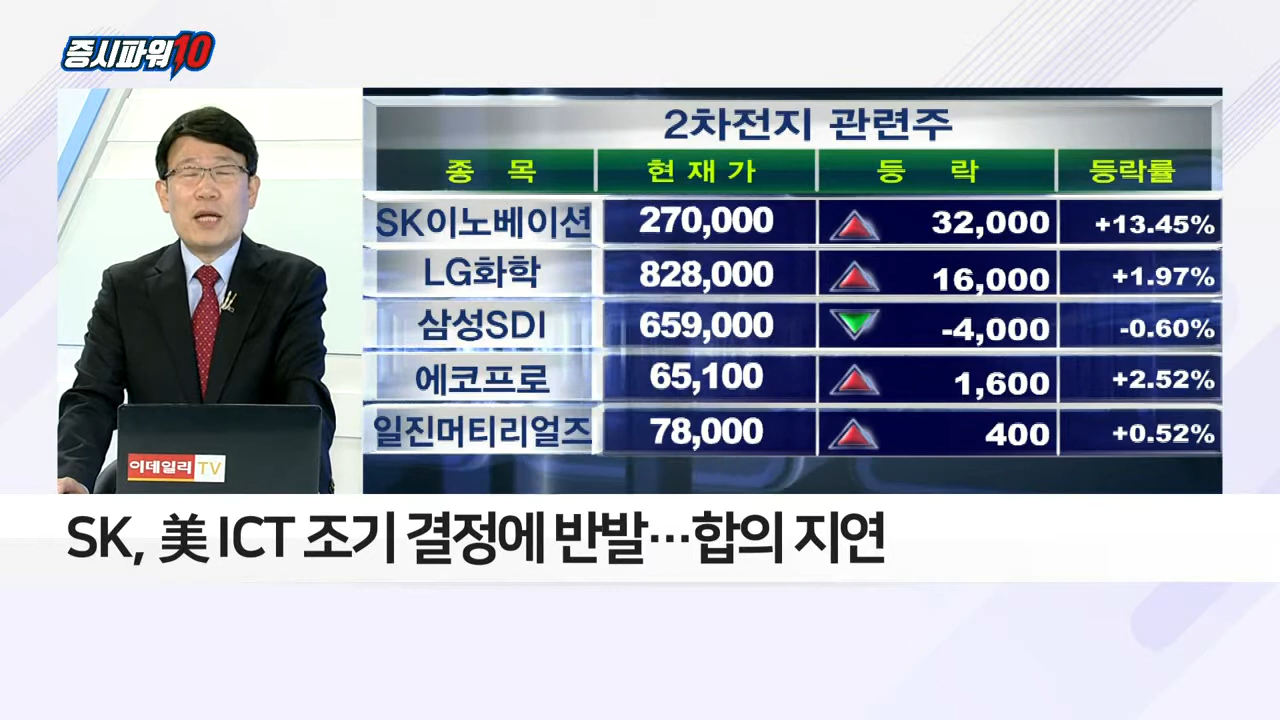 증시파워10
2차전지 관련주
종 목 현 재 가 등 락 등락률
SK이노베이션 270,000 32,000 +13.45%
LG화학 828,000 16,000 +1.97%
삼성SDI 659,000 -4,000 -0.60%
에코프로 65,100 1,600 +2.52%
일진머티리얼즈 78,000 400 +0.52%
이데일리 TV
SK, 美 ICT 조기 결정에 반발…합의 지연